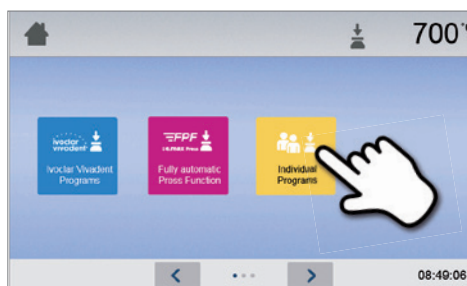 700°
ivoclar
vivadent
Ivoclar Vivadent
Programs
FPF
Fully automatic
Press Function
Individual
Programs
08:49:06